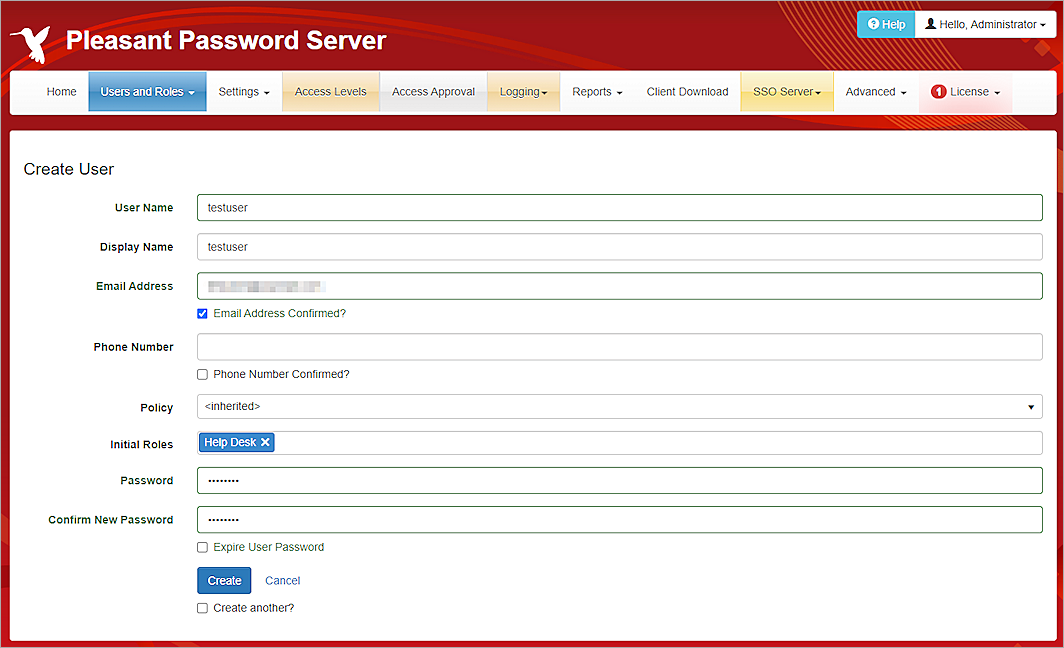 Help Hello, Administrator
Pleasant Password Server
Home Users and Roles Settings Access Levels Access Approval Logging Reports Client Download SSO Server Advanced 1 License
Create User
User Name testuser
Display Name testuser
Email Address
Email Address Confirmed?
Phone Number
Phone Number Confirmed?
Policy <inherited>
Initial Roles Help Desk
Password ••••••••
Confirm New Password ••••••••
Expire User Password
Create Cancel
Create another?